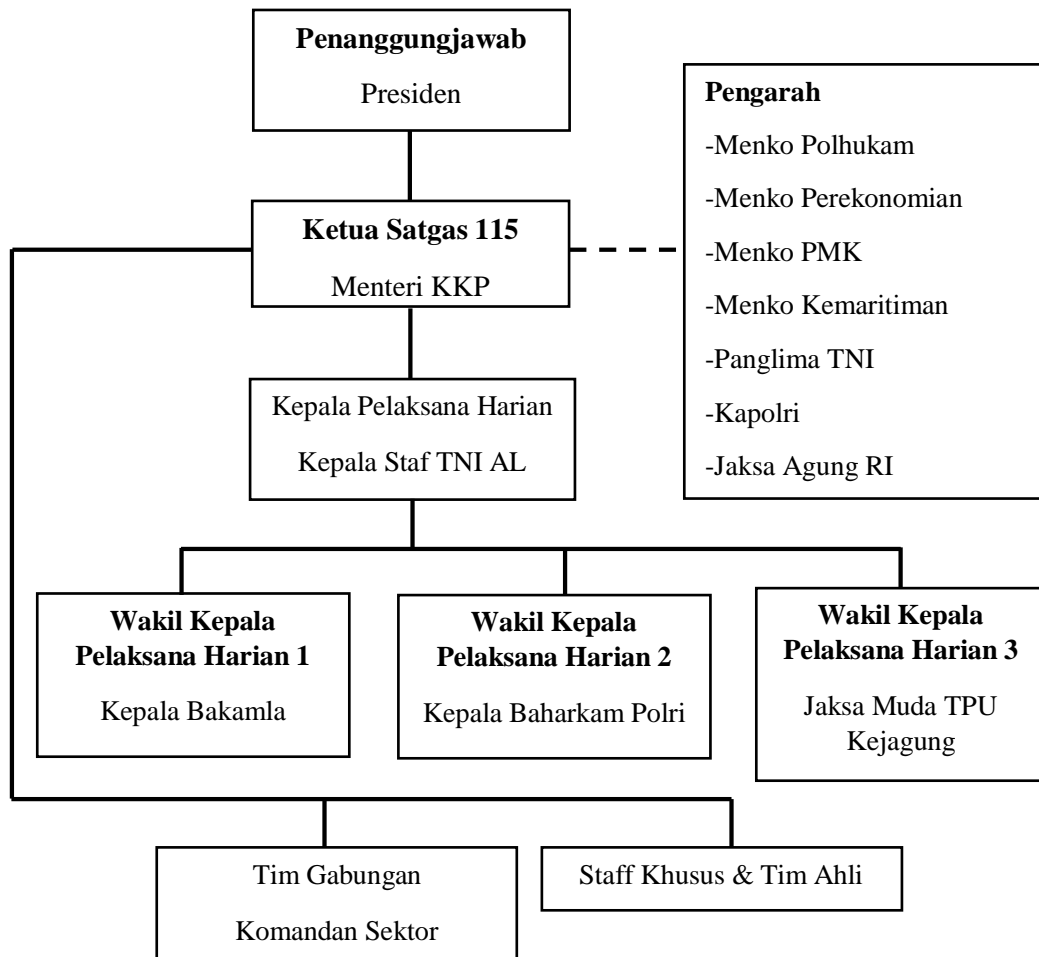 Penanggungjawab
Presiden
Pengarah
-Menko Polhukam
-Menko Perekonomian
-Menko PMK
-Menko Kemaritiman
-Panglima TNI
-Kapolri
-Jaksa Agung RI
Ketua Satgas 115
Menteri KKP
Kepala Pelaksana Harian
Kepala Staf TNI AL
Wakil Kepala
Pelaksana Harian 1
Kepala Bakamla
Wakil Kepala
Pelaksana Harian 2
Kepala Baharkam Polri
Wakil Kepala
Pelaksana Harian 3
Jaksa Muda TPU
Kejagung
Tim Gabungan
Komandan Sektor
Staff Khusus & Tim Ahli